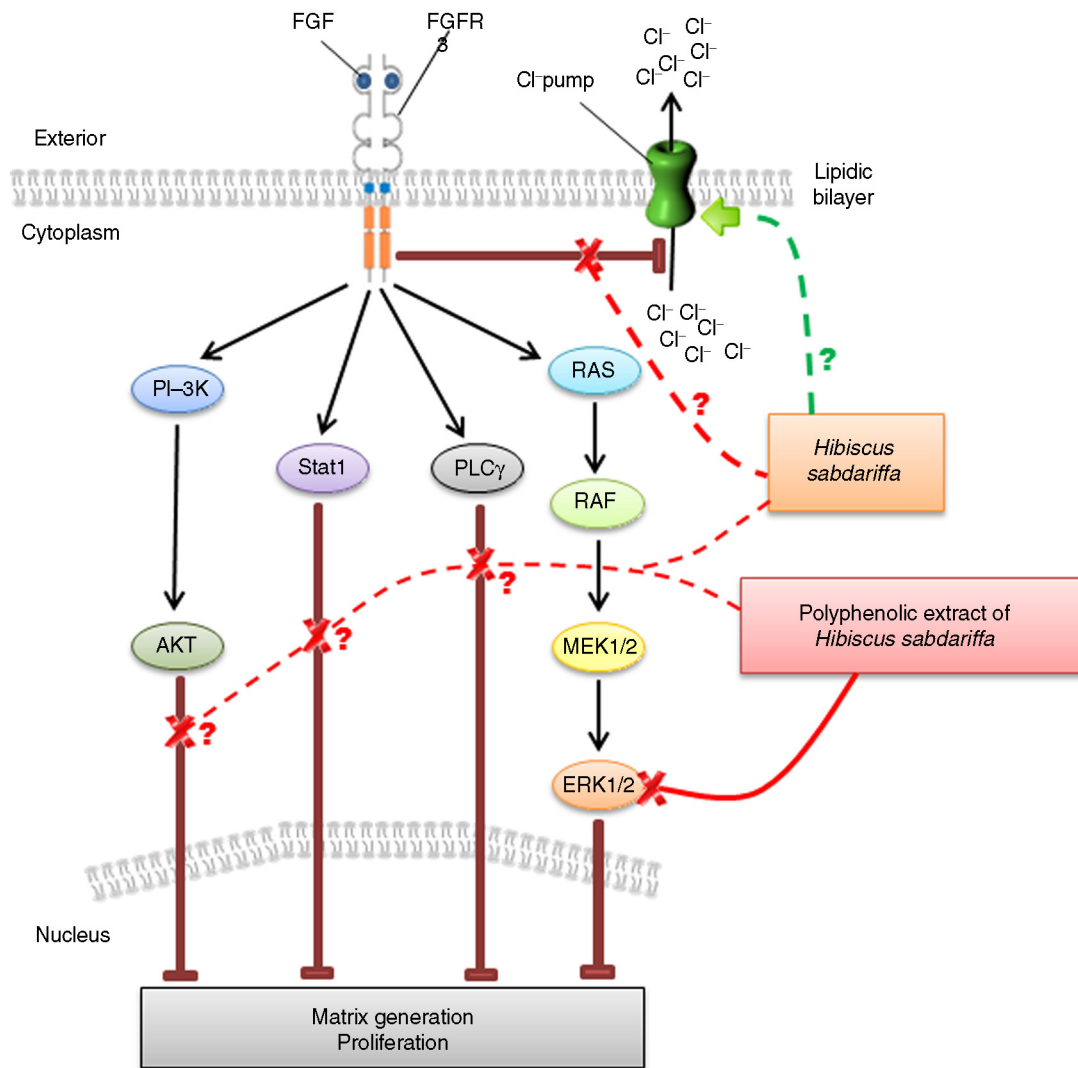 FGF
FGFR
3
Cl⁻
Cl⁻
Cl⁻
Cl⁻
Cl⁻
Cl⁻
Cl⁻pump
Exterior
Lipidic
bilayer
Cytoplasm
Cl⁻
Cl⁻
Cl⁻
Cl⁻
Cl⁻
Cl⁻
PI–3K
RAS
?
?
Hibiscus
sabdariffa
Stat1
PLCγ
RAF
?
Polyphenolic extract of
Hibiscus sabdariffa
AKT
?
MEK1/2
?
ERK1/2
Nucleus
Matrix generation
Proliferation